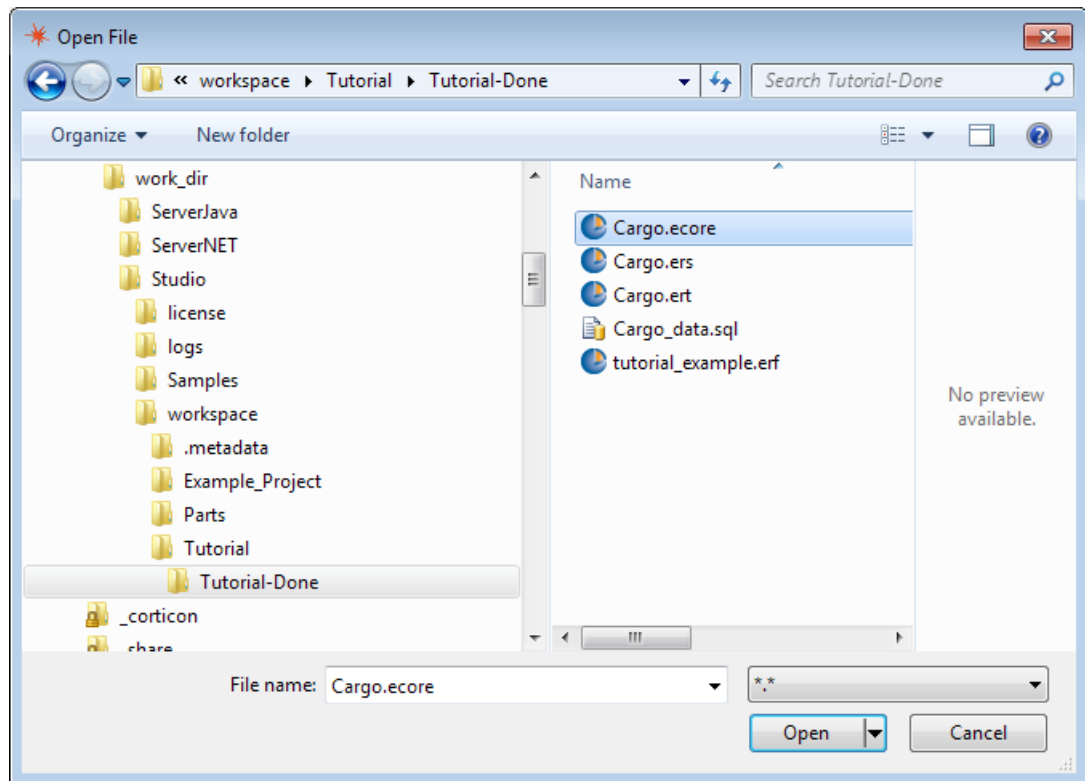 Open File
« workspace ▸ Tutorial ▸ Tutorial-Done
Search Tutorial-Done
Organize
New folder
work_dir
ServerJava
ServerNET
Studio
license
logs
Samples
workspace
.metadata
Example_Project
Parts
Tutorial
Tutorial-Done
_corticon
share
Name
Cargo.ecore
Cargo.ers
Cargo.ert
Cargo_data.sql
tutorial_example.erf
No preview
available.
File name: Cargo.ecore
*.*
Open
Cancel